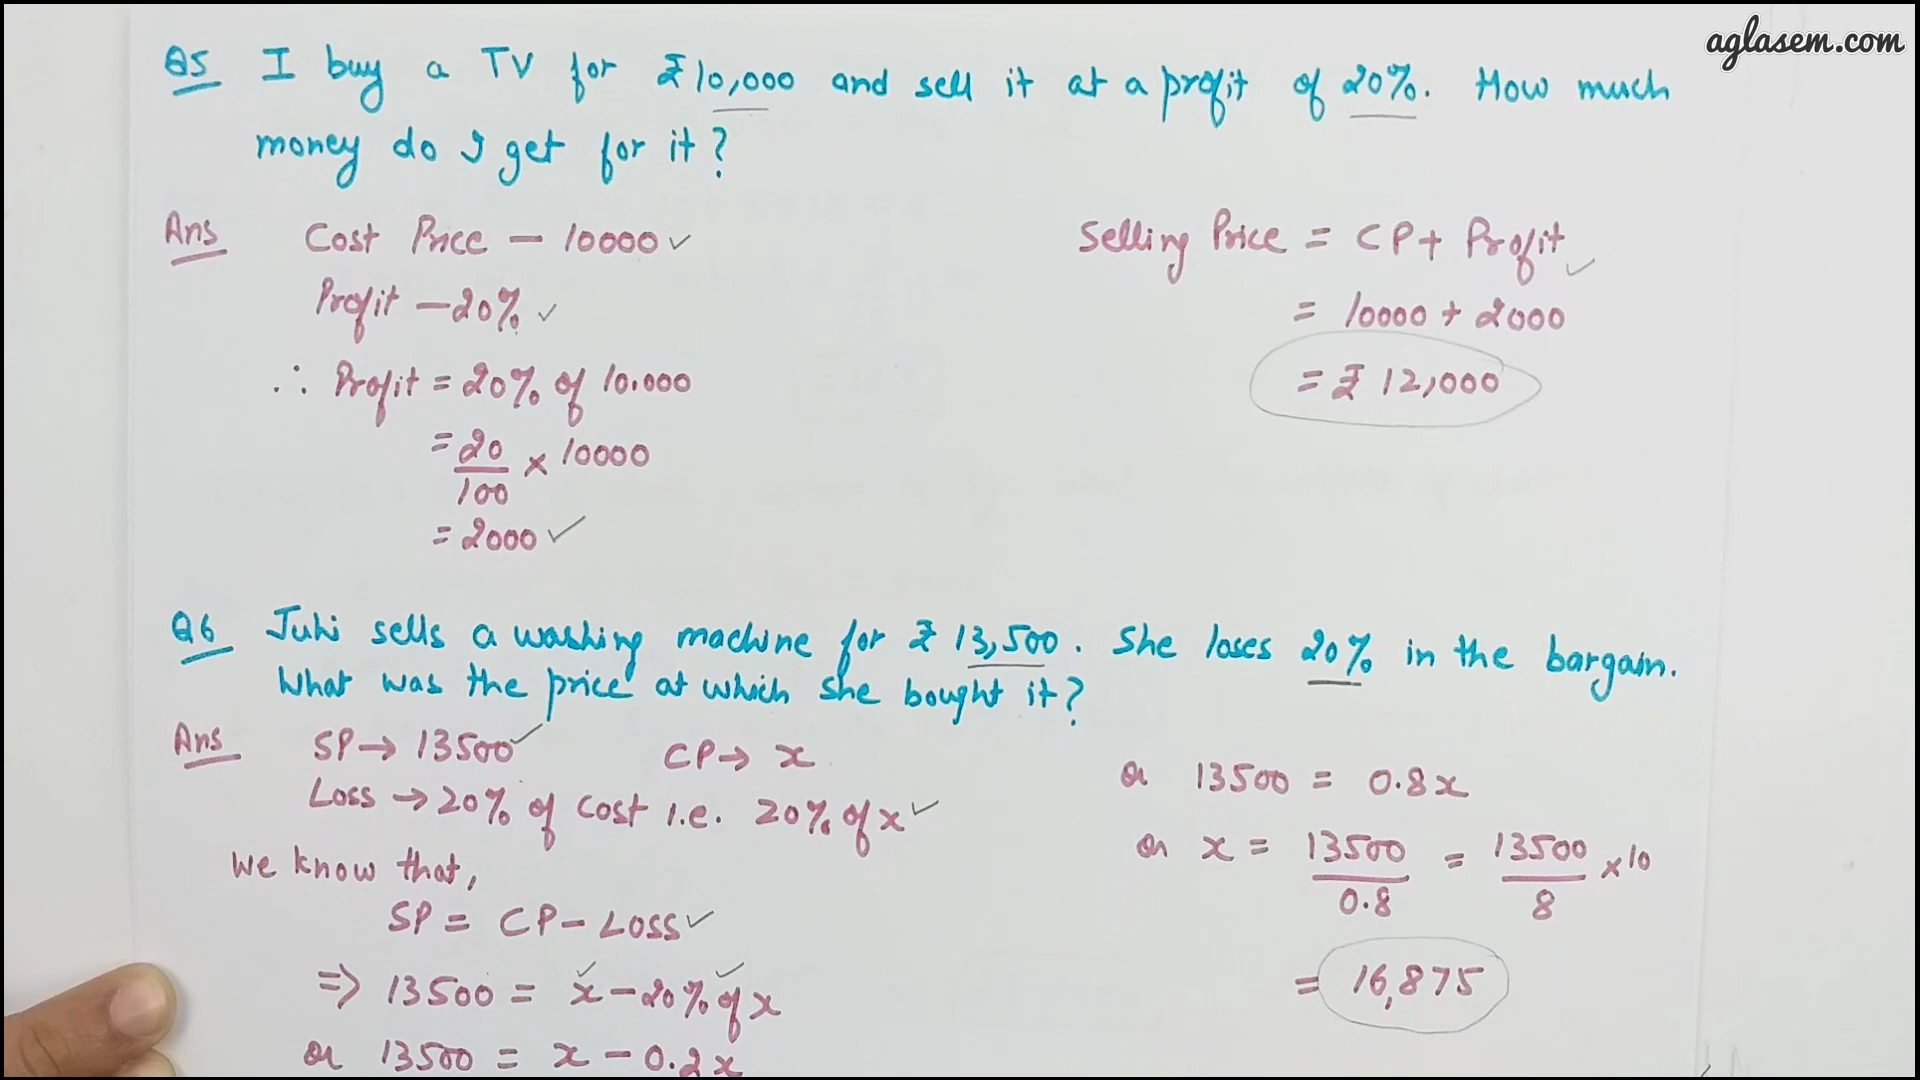 aglasem.com
Q5 I buy a TV for ₹10,000 and sell it at a profit of 20%. How much
money do I get for it?
Ans Cost Price – 10000 ✓
Profit – 20% ✓
∴ Profit = 20% of 10.000
= 20/100 × 10000
= 2000 ✓
Selling Price = CP + Profit ✓
= 10000 + 2000
= ₹ 12,000
Q6 Juhi sells a washing machine for ₹ 13,500. She loses 20% in the bargain.
What was the price at which she bought it?
Ans SP → 13500 ✓ CP → x
Loss → 20% of cost i.e. 20% of x ✓
We know that,
SP = CP – Loss ✓
⇒ 13500 = x – 20% of x
or 13500 = x – 0.2x
or 13500 = 0.8x
or x = 13500/0.8 = 13500/8 × 10
= 16,875